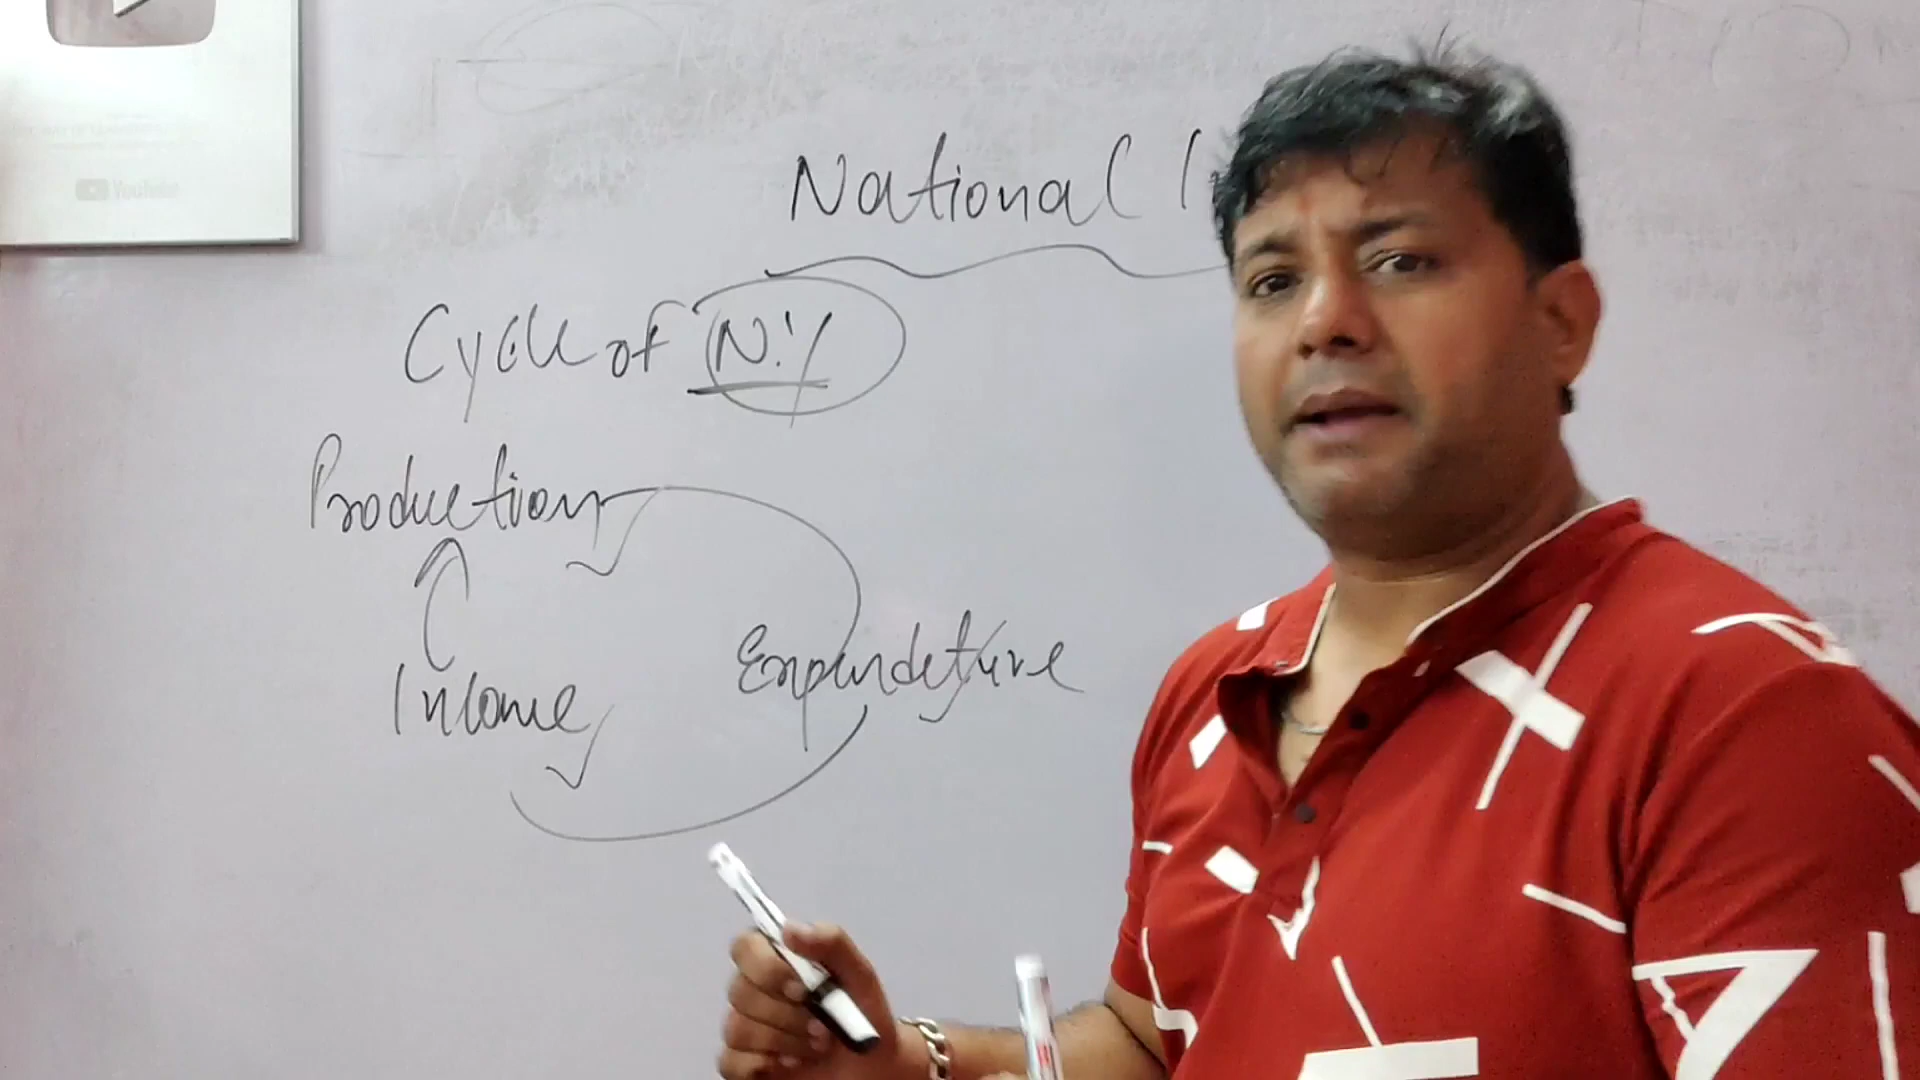 YouTube
National I
Cycle of N.Y
Production
Income
Expenditure